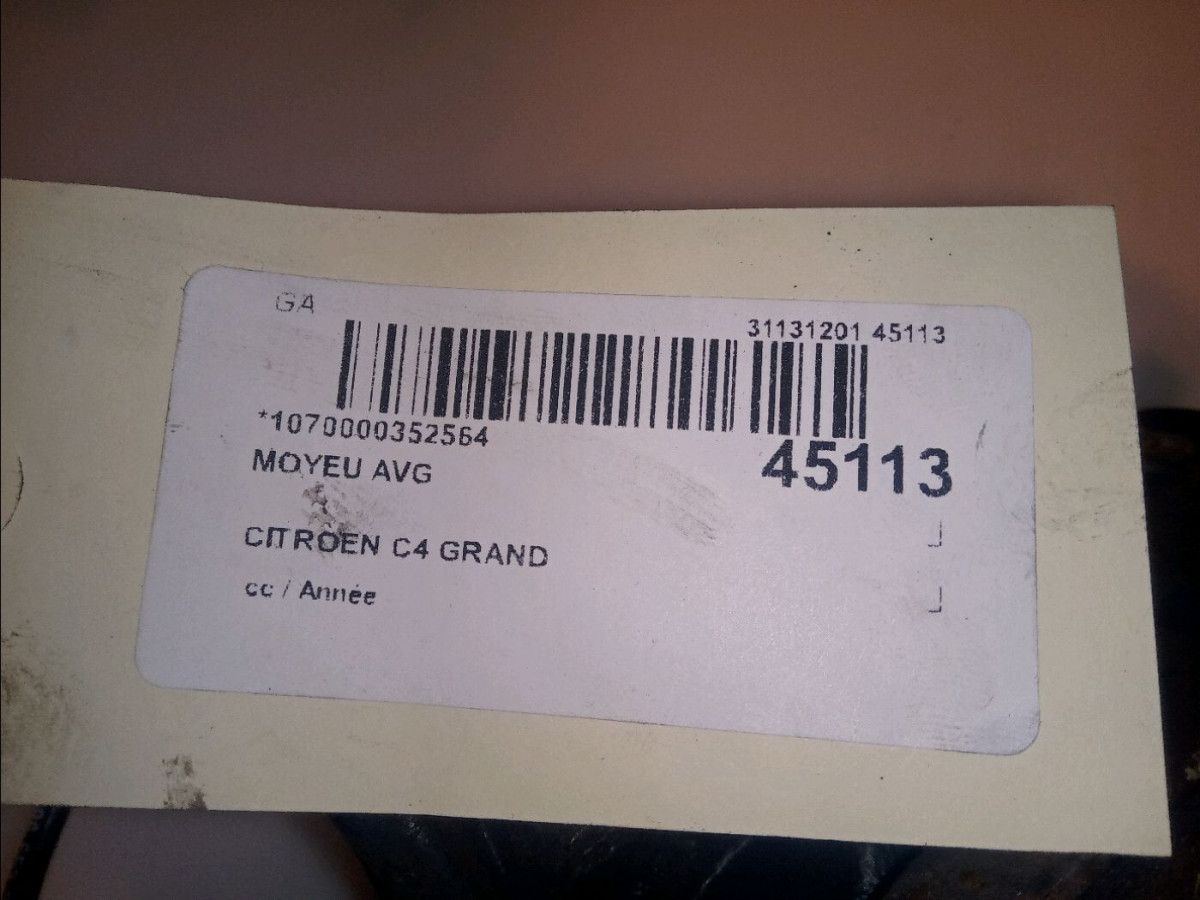 GA
31131201 45113
*1070000352564
45113
MOYEU AVG
CITROEN C4 GRAND
cc / Année